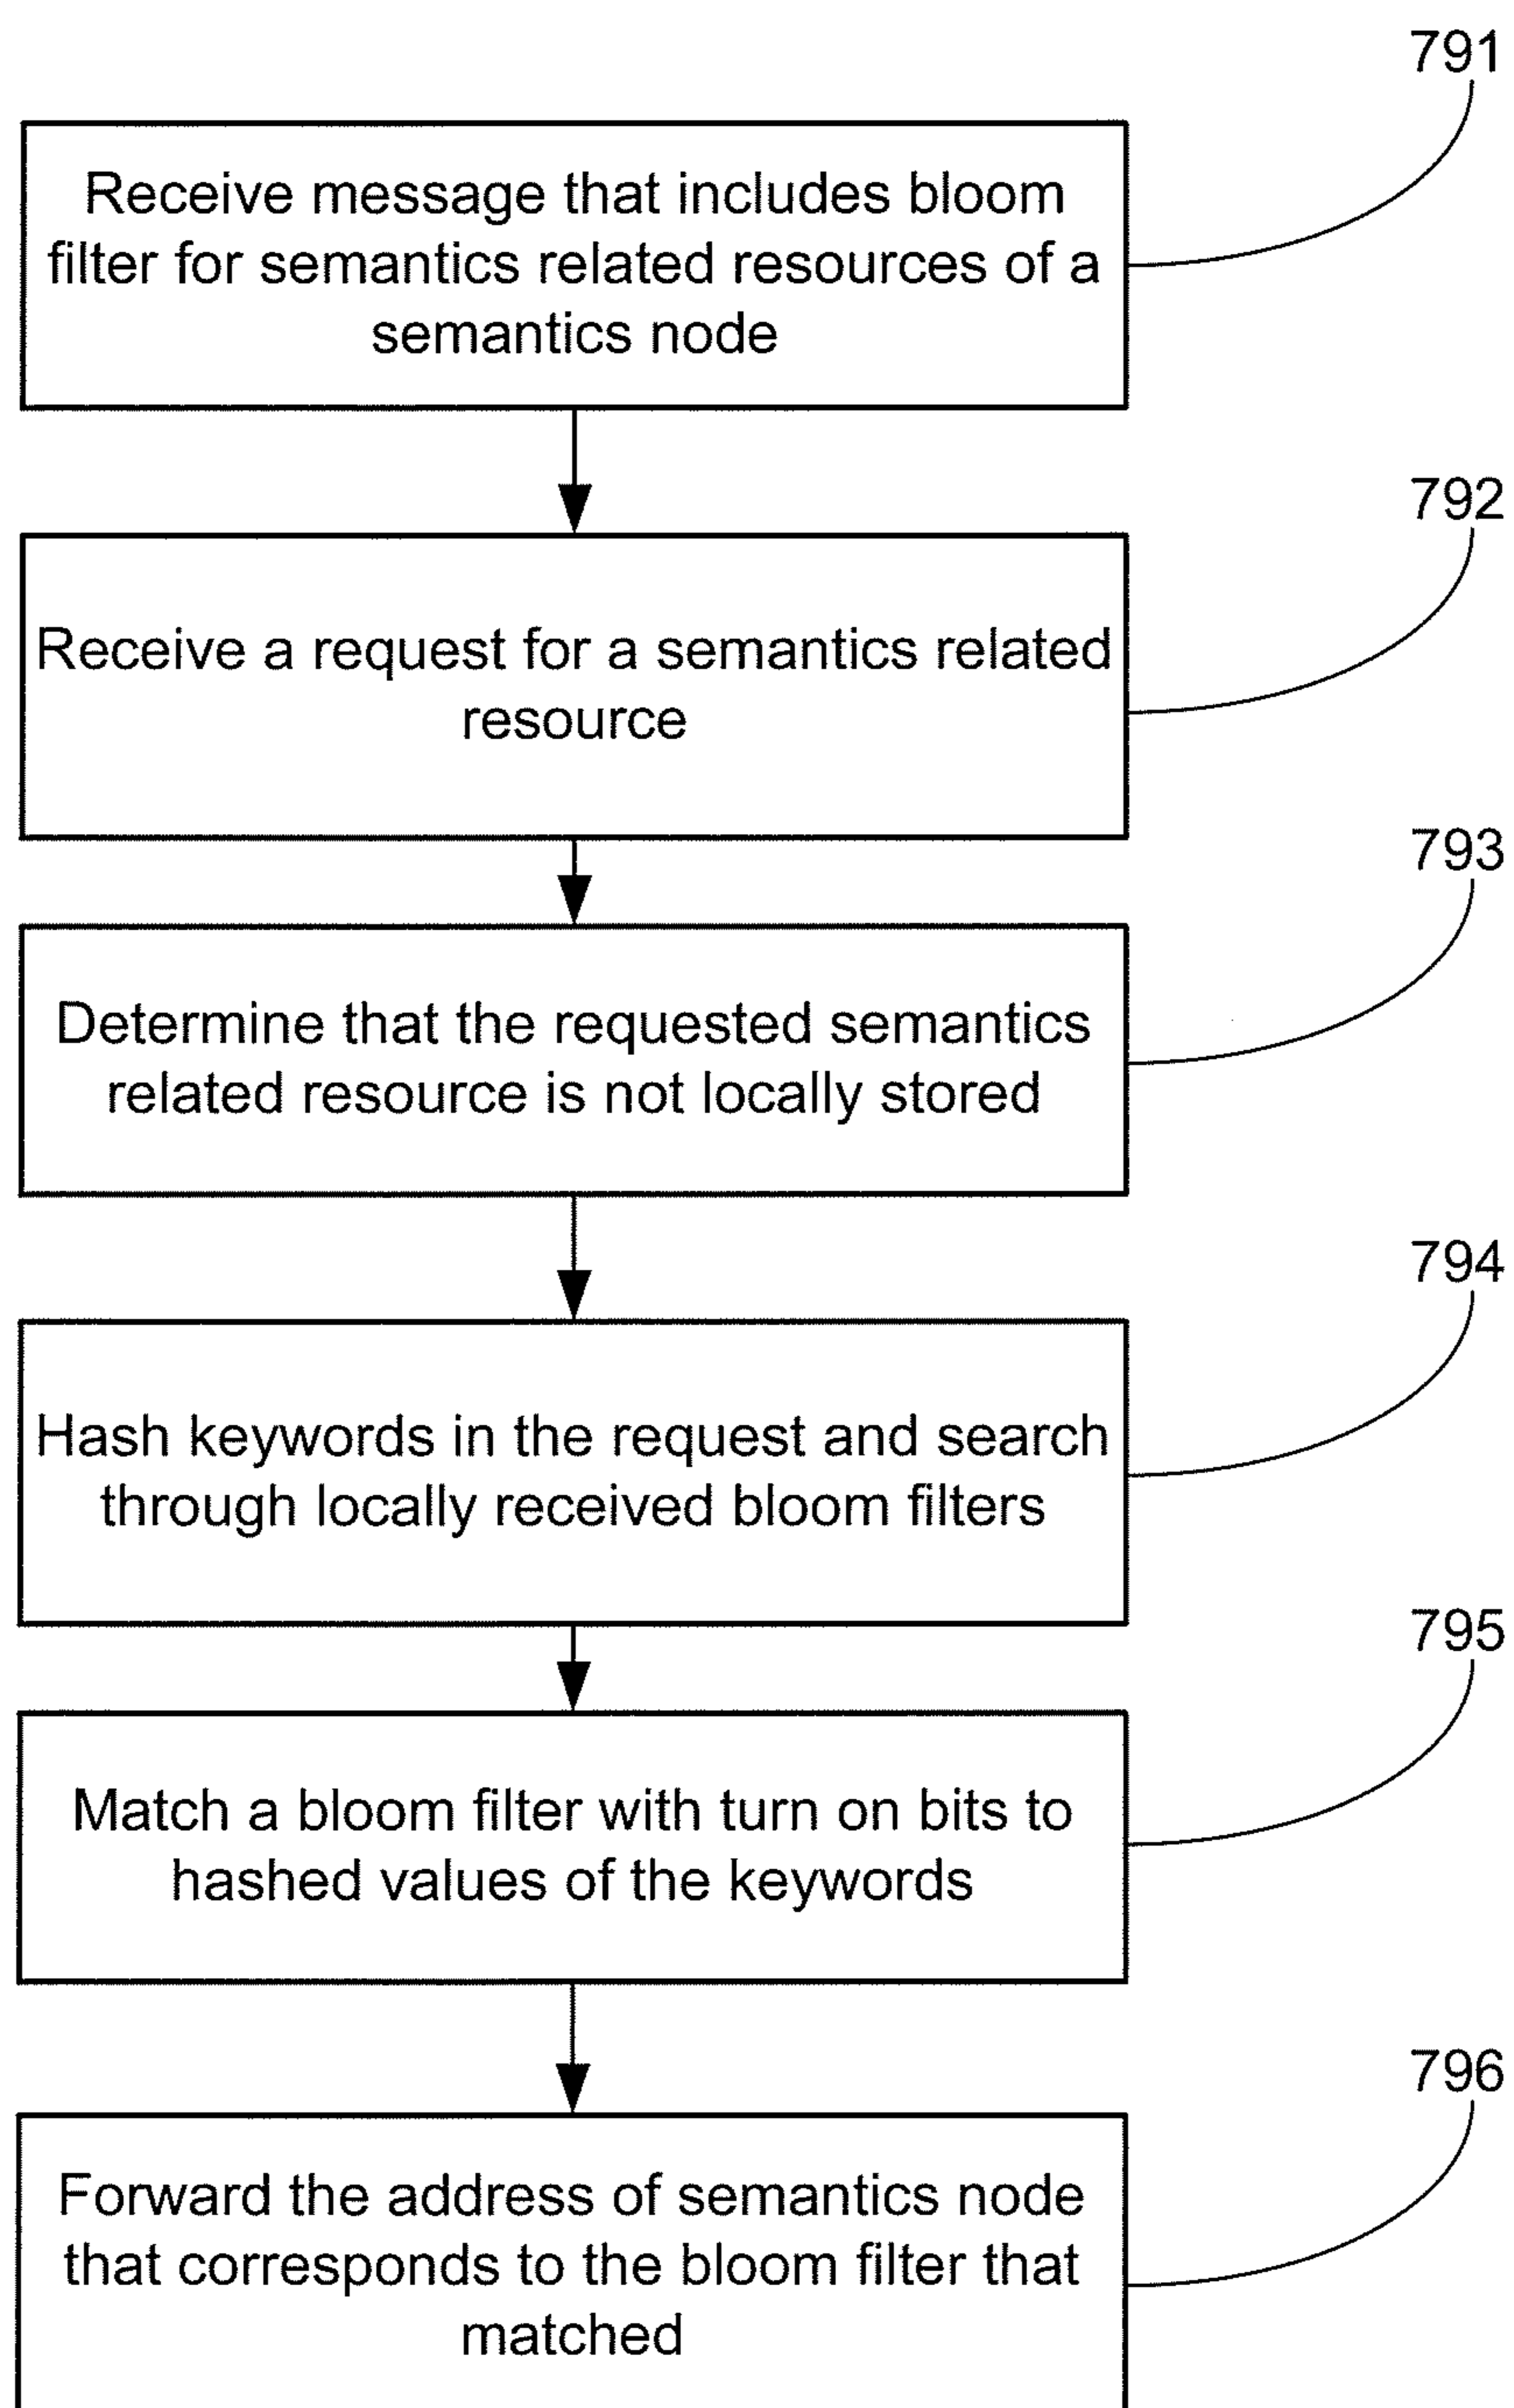 791
Receive message that includes bloom
filter for semantics related resources of a
semantics node
792
Receive a request for a semantics related
resource
793
Determine that the requested semantics
related resource is not locally stored
794
Hash keywords in the request and search
through locally received bloom filters
795
Match a bloom filter with turn on bits to
hashed values of the keywords
796
Forward the address of semantics node
that corresponds to the bloom filter that
matched